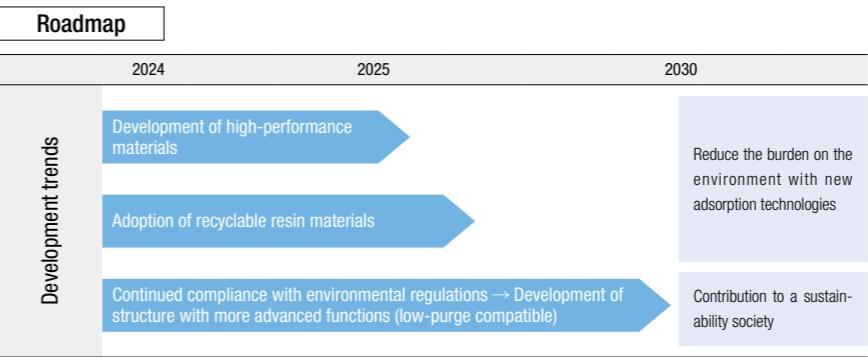 Roadmap
2024
2025
2030
Development trends
Development of high-performance
materials
Adoption of recyclable resin materials
Continued compliance with environmental regulations → Development of
structure with more advanced functions (low-purge compatible)
Reduce the burden on the
environment with new
adsorption technologies
Contribution to a sustain-
ability society